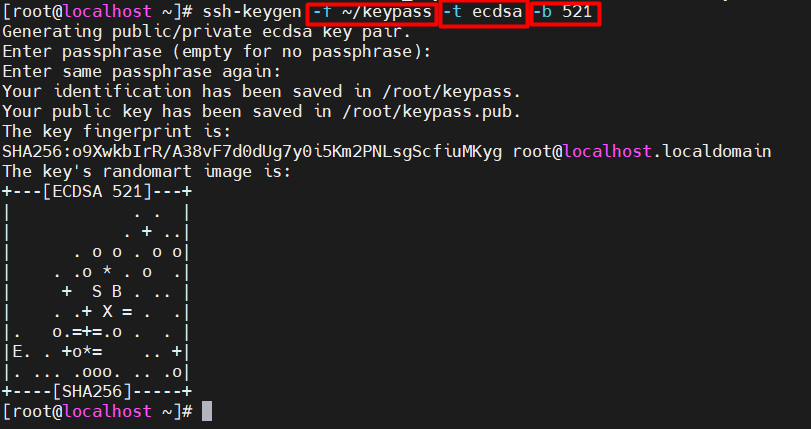 [root@localhost ~]# ssh-keygen -f ~/keypass -t ecdsa -b 521
Generating public/private ecdsa key pair.
Enter passphrase (empty for no passphrase):
Enter same passphrase again:
Your identification has been saved in /root/keypass.
Your public key has been saved in /root/keypass.pub.
The key fingerprint is:
SHA256:o9XwkbIrR/A38vF7d0dUg7y0i5Km2PNLsgScfiuMKyg root@localhost.localdomain
The key's randomart image is:
+---[ECDSA 521]---+
|            . .  |
|           . + ..|
|      . o o . o o|
|    . .o * . o  .|
|     +  S B . .. |
|    . .+ X = .  .|
|.   o.=+=.o .  . |
|E. . +o*=    .. +|
|. ... .ooo. .. .o|
+----[SHA256]-----+
[root@localhost ~]#